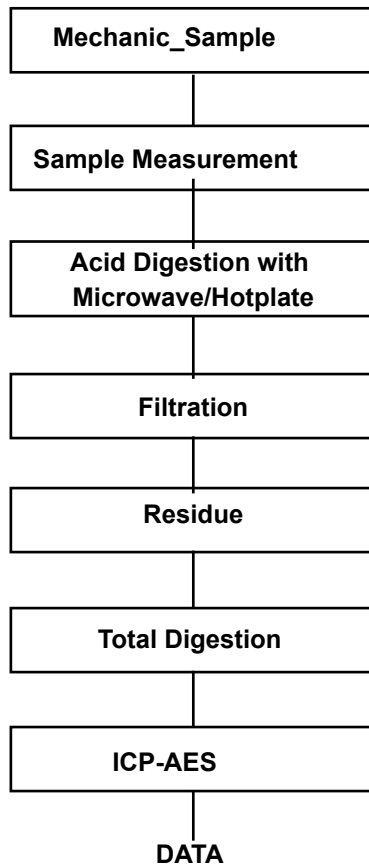 Mechanic_Sample
Sample Measurement
Acid Digestion with
Microwave/Hotplate
Filtration
Residue
Total Digestion
ICP-AES
DATA